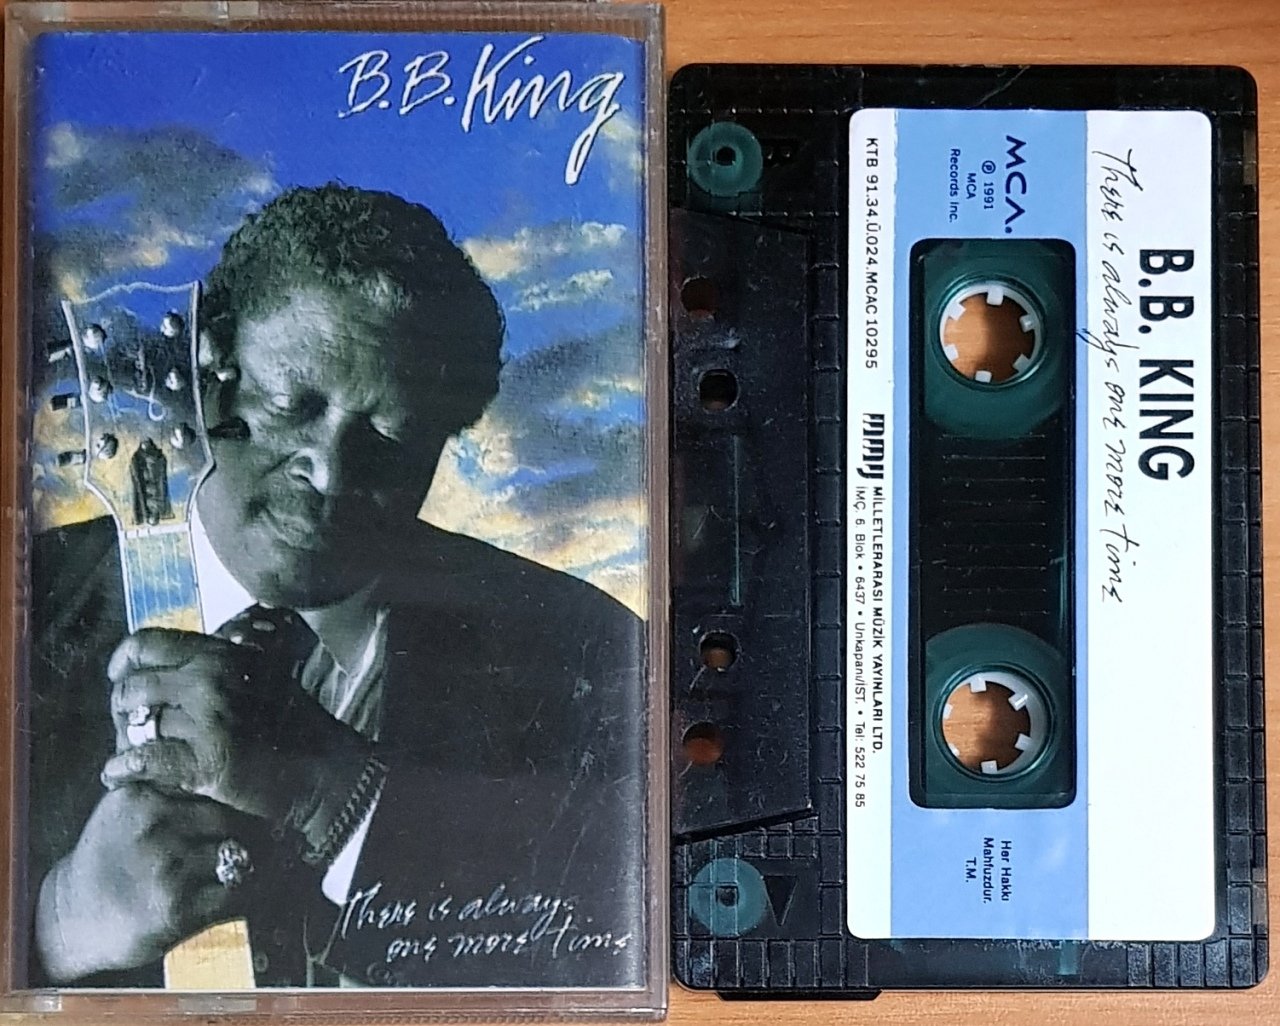 B.B. King
There is always
one more time
B
MCA.
℗ 1991
MCA
Records Inc.
There is always one more time
B.B. KING
KTB 91.34.Ü.024.MCAC 10295
MİLLETLERARASI MÜZİK YAYINLARI LTD.
İMÇ. 6. Blok • 6437 • Unkapanı/İST. • Tel: 522 75 85
Her Hakkı
Mahfuzdur.
T.M.